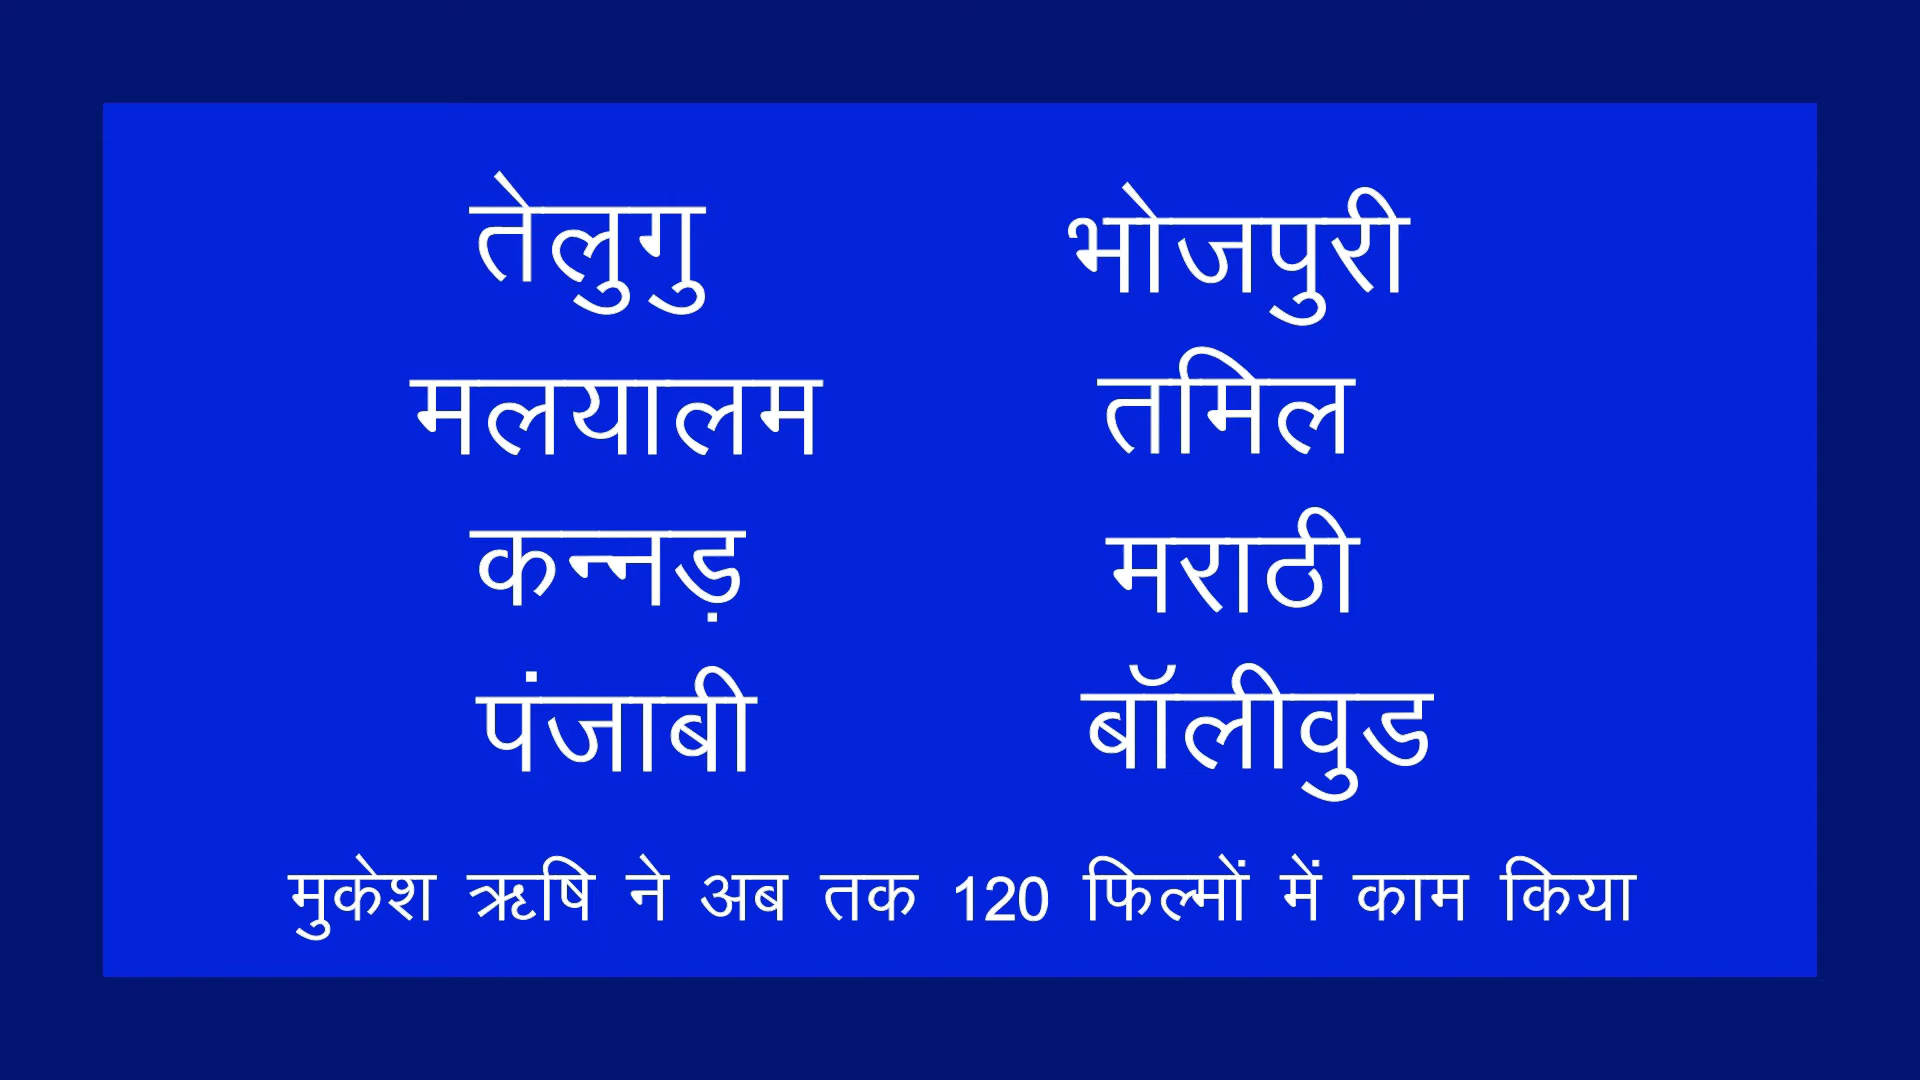 तेलुगु भोजपुरी
मलयालम तमिल
कन्नड़ मराठी
पंजाबी बॉलीवुड
मुकेश ऋषि ने अब तक 120 फिल्मों में काम किया